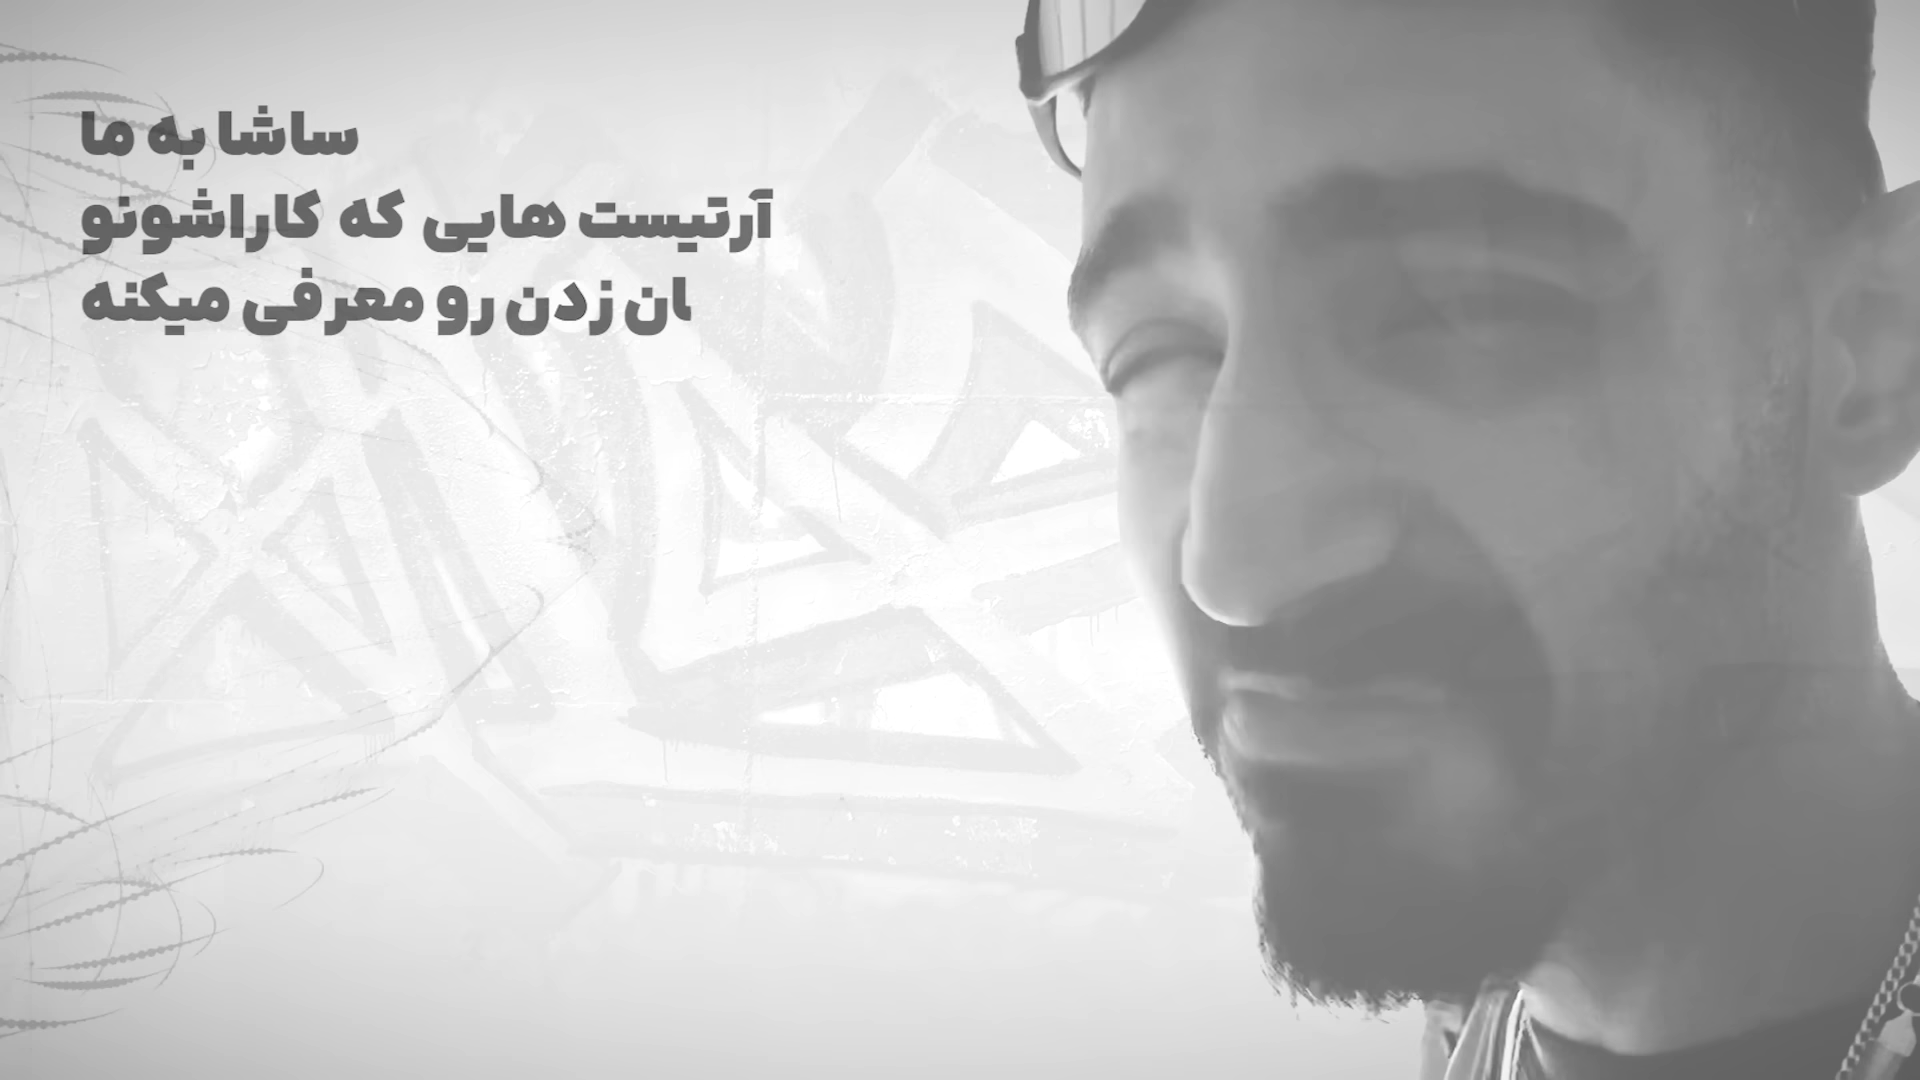 ساشا به ما
آرتیست هایی که کاراشونو
ان زدن رو معرفی میکنه